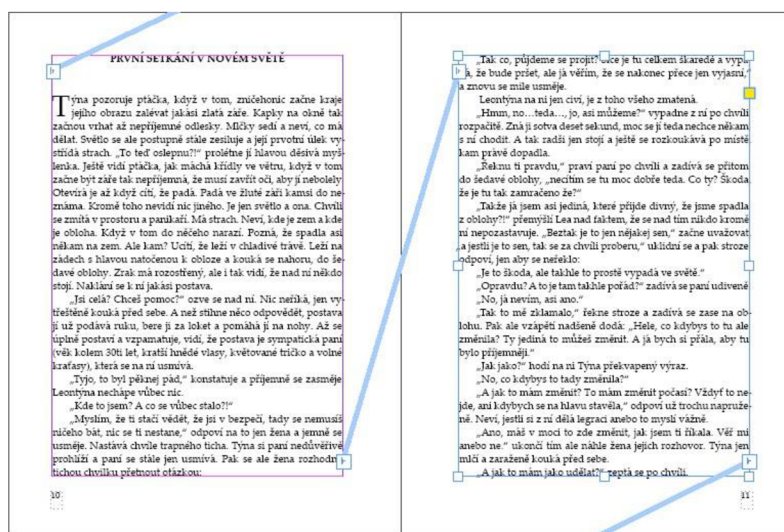 PRVNÍ SETKÁNÍ V NOVÉM SVĚTĚ
Týna pozoruje ptáčka, když v tom, zničehonic začne kraje
jejího obrazu zalévat jakási zlatá záře. Kapky na okně tak
začnou vrhat až nepříjemné odlesky. Mlčky sedí a neví, co má
dělat. Světlo se ale postupně stále zesiluje a její prvotní úlek vy-
střídá strach. „To teď oslepnu?!“ prolétne jí hlavou děsivá myš-
lenka. Ještě vidí ptáčka, jak máchá křídly ve větru, když v tom
začne být záře tak nepříjemná, že musí zavřít oči, aby jí nebolely.
Otevírá je až když cítí, že padá. Padá ve žluté záři kamsi do ne-
známa. Kromě toho nevidí nic jiného. Je jen světlo a ona. Chvíli
se zmítá v prostoru a panikaří. Má strach. Neví, kde je zem a kde
je obloha. Když v tom do něčeho narazí. Pozná, že spadla asi
někam na zem. Ale kam? Ucítí, že leží v chladivé trávě. Leží na
zádech s hlavou natočenou k obloze a kouká se nahoru, do še-
davé oblohy. Zrak má rozostřený, ale i tak vidí, že nad ní někdo
stojí. Naklání se k ní jakási postava.
„Jsi celá? Chceš pomoc?“ ozve se nad ní. Nic neříká, jen vy-
třeštěně kouká před sebe. A než stihne něco odpovědět, postava
jí už podává ruku, bere ji za loket a pomáhá jí na nohy. Až se
úplně postaví a vzpamatuje, vidí, že postava je sympatická paní
(věk kolem 30ti let, kratší hnědé vlasy, květované tričko a volné
kraťasy), která se na ní usmívá.
„Tyjo, to byl pěknej pád,“ konstatuje a příjemně se zasměje.
Leontýna nechápe vůbec nic.
„Kde to jsem? A co se vůbec stalo?!“
„Myslím, že ti stačí vědět, že jsi v bezpečí, tady se nemusíš
ničeho bát, nic se ti nestane,“ odpoví na to jen žena a jemně se
usměje. Nastává chvíle trapného ticha. Týna si paní nedůvěřivě
prohlíží a paní se stále jen usmívá. Pak se ale žena rozhodne
tichou chvilku přetnout otázkou:
10
„Tak co, půjdeme se projít? Sice je tu celkem škaredě a vypa-
dá, že bude pršet, ale já věřím, že se nakonec přece jen vyjasní,“
a znovu se mile usměje.
Leontýna na ni jen civí, je z toho všeho zmatená.
„Hmm, no…teda…, jo, asi můžeme?“ vypadne z ní po chvíli
rozpačitě. Zná ji sotva deset sekund, moc se jí teda nechce někam
s ní chodit. A tak radši jen stojí a ještě se rozkoukává po místě,
kam právě dopadla.
„Řeknu ti pravdu,“ praví paní po chvíli a zadívá se přitom
do šedavé oblohy, „necítím se tu moc dobře teda. Co ty? Škoda,
že je tu tak zamračeno že?“
„Takže já jsem asi jediná, které přijde divný, že jsme spadla
z oblohy?!“ přemýšlí Lea nad faktem, že se nad tím nikdo kromě
ní nepozastavuje. „Beztak je to jen nějakej sen,“ začne uvažovat,
„a jestli je to sen, tak se za chvíli proberu,“ uklidní se a pak stroze
odpoví, jen aby se neřeklo:
„Je to škoda, ale takhle to prostě vypadá ve světě.“
„Opravdu? A to je tam takhle pořád?“ zadívá se paní udiveně.
„No, já nevím, asi ano.“
„Tak to mě zklamalo,“ řekne stroze a zadívá se zase na ob-
lohu. Pak ale vzápětí nadšeně dodá: „Hele, co kdybys to tu ale
změnila? Ty jediná to můžeš změnit. A já bych si přála, aby tu
bylo příjemněji.“
„Jak jako?“ hodí na ni Týna překvapený výraz.
„No, co kdybys to tady změnila?“
„A jak to mám změnit? To mám změnit počasí? Vždyť to ne-
jde, ani kdybych se na hlavu stavěla,“ odpoví už trochu napruže-
ně. Neví, jestli si z ní dělá legraci anebo to myslí vážně.
„Ano, máš v moci to zde změnit, jak jsem ti říkala. Věř mi
anebo ne.“ ukončí tím ale náhle žena jejich rozhovor. Týna jen
mlčí a zaraženě kouká před sebe.
„A jak to mám jako udělat?“ zeptá se po chvíli.
11